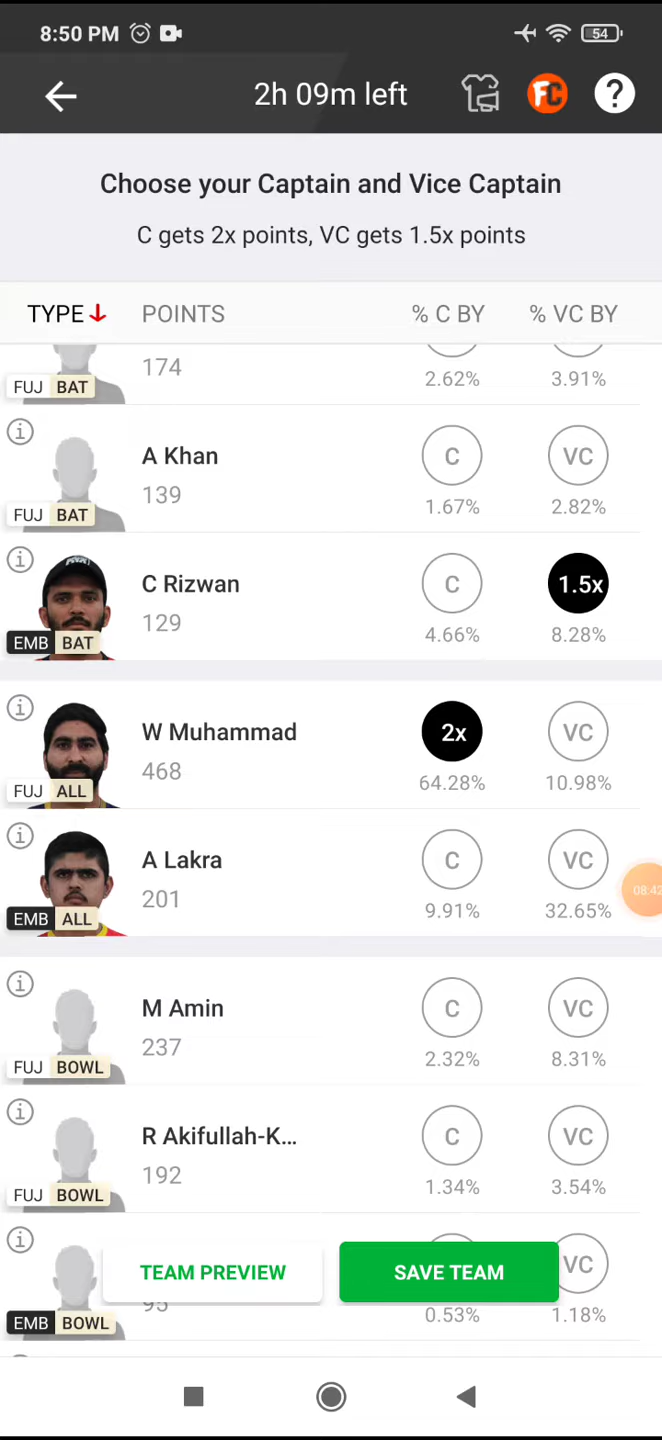 8:50 PM 54
2h 09m left FC ?
Choose your Captain and Vice Captain
C gets 2x points, VC gets 1.5x points
TYPE POINTS % C BY % VC BY
174
FUJ BAT 2.62% 3.91%
A Khan C VC
139
FUJ BAT 1.67% 2.82%
C Rizwan C 1.5x
129
EMB BAT 4.66% 8.28%
W Muhammad 2x VC
468
FUJ ALL 64.28% 10.98%
A Lakra C VC
201 08:42
EMB ALL 9.91% 32.65%
M Amin C VC
237
FUJ BOWL 2.32% 8.31%
R Akifullah-K... C VC
192
FUJ BOWL 1.34% 3.54%
TEAM PREVIEW SAVE TEAM VC
95
EMB BOWL 0.53% 1.18%